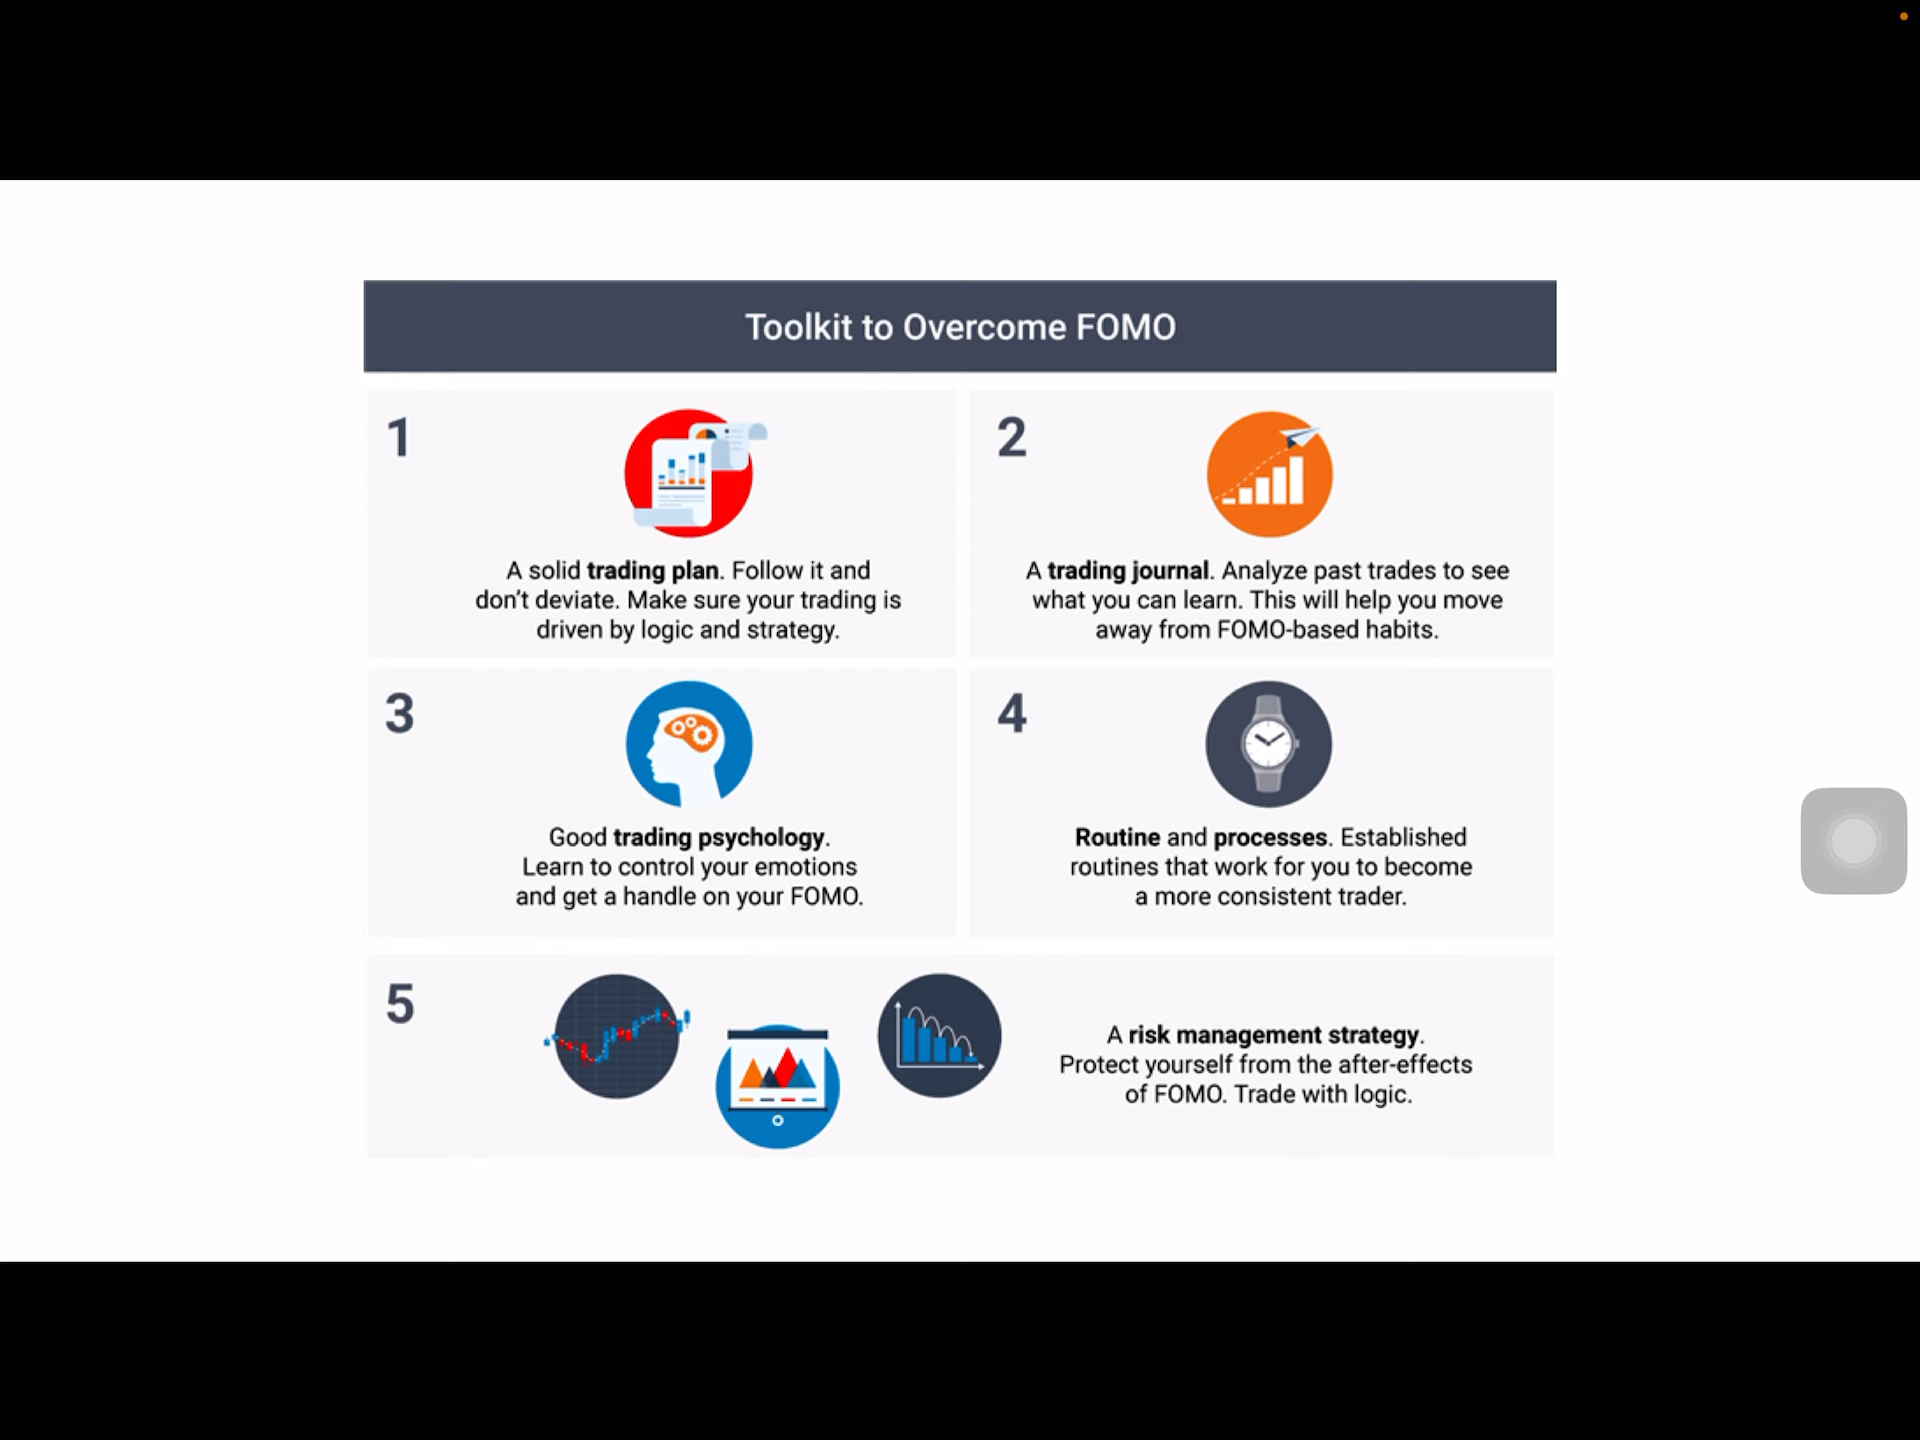 Toolkit to Overcome FOMO
1
A solid trading plan. Follow it and
don't deviate. Make sure your trading is
driven by logic and strategy.
2
A trading journal. Analyze past trades to see
what you can learn. This will help you move
away from FOMO-based habits.
3
Good trading psychology.
Learn to control your emotions
and get a handle on your FOMO.
4
Routine and processes. Established
routines that work for you to become
a more consistent trader.
5
A risk management strategy.
Protect yourself from the after-effects
of FOMO. Trade with logic.